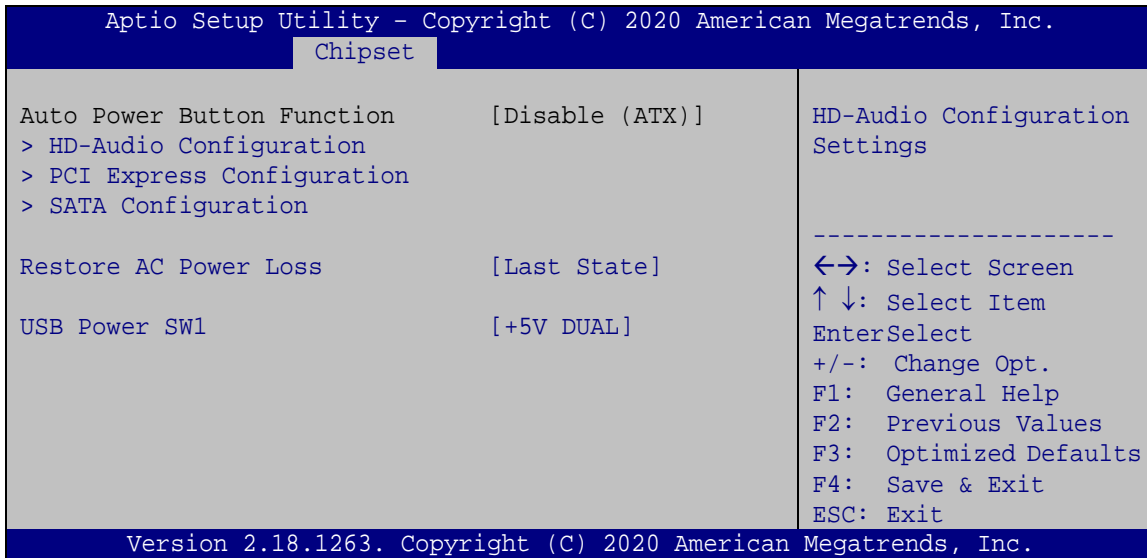 Aptio Setup Utility – Copyright (C) 2020 American Megatrends, Inc.
Chipset
Auto Power Button Function [Disable (ATX)]
> HD-Audio Configuration
> PCI Express Configuration
> SATA Configuration
Restore AC Power Loss [Last State]
USB Power SW1 [+5V DUAL]
HD-Audio Configuration
Settings
---------------------
←→: Select Screen
↑ ↓: Select Item
EnterSelect
+/-: Change Opt.
F1: General Help
F2: Previous Values
F3: Optimized Defaults
F4: Save & Exit
ESC: Exit
Version 2.18.1263. Copyright (C) 2020 American Megatrends, Inc.